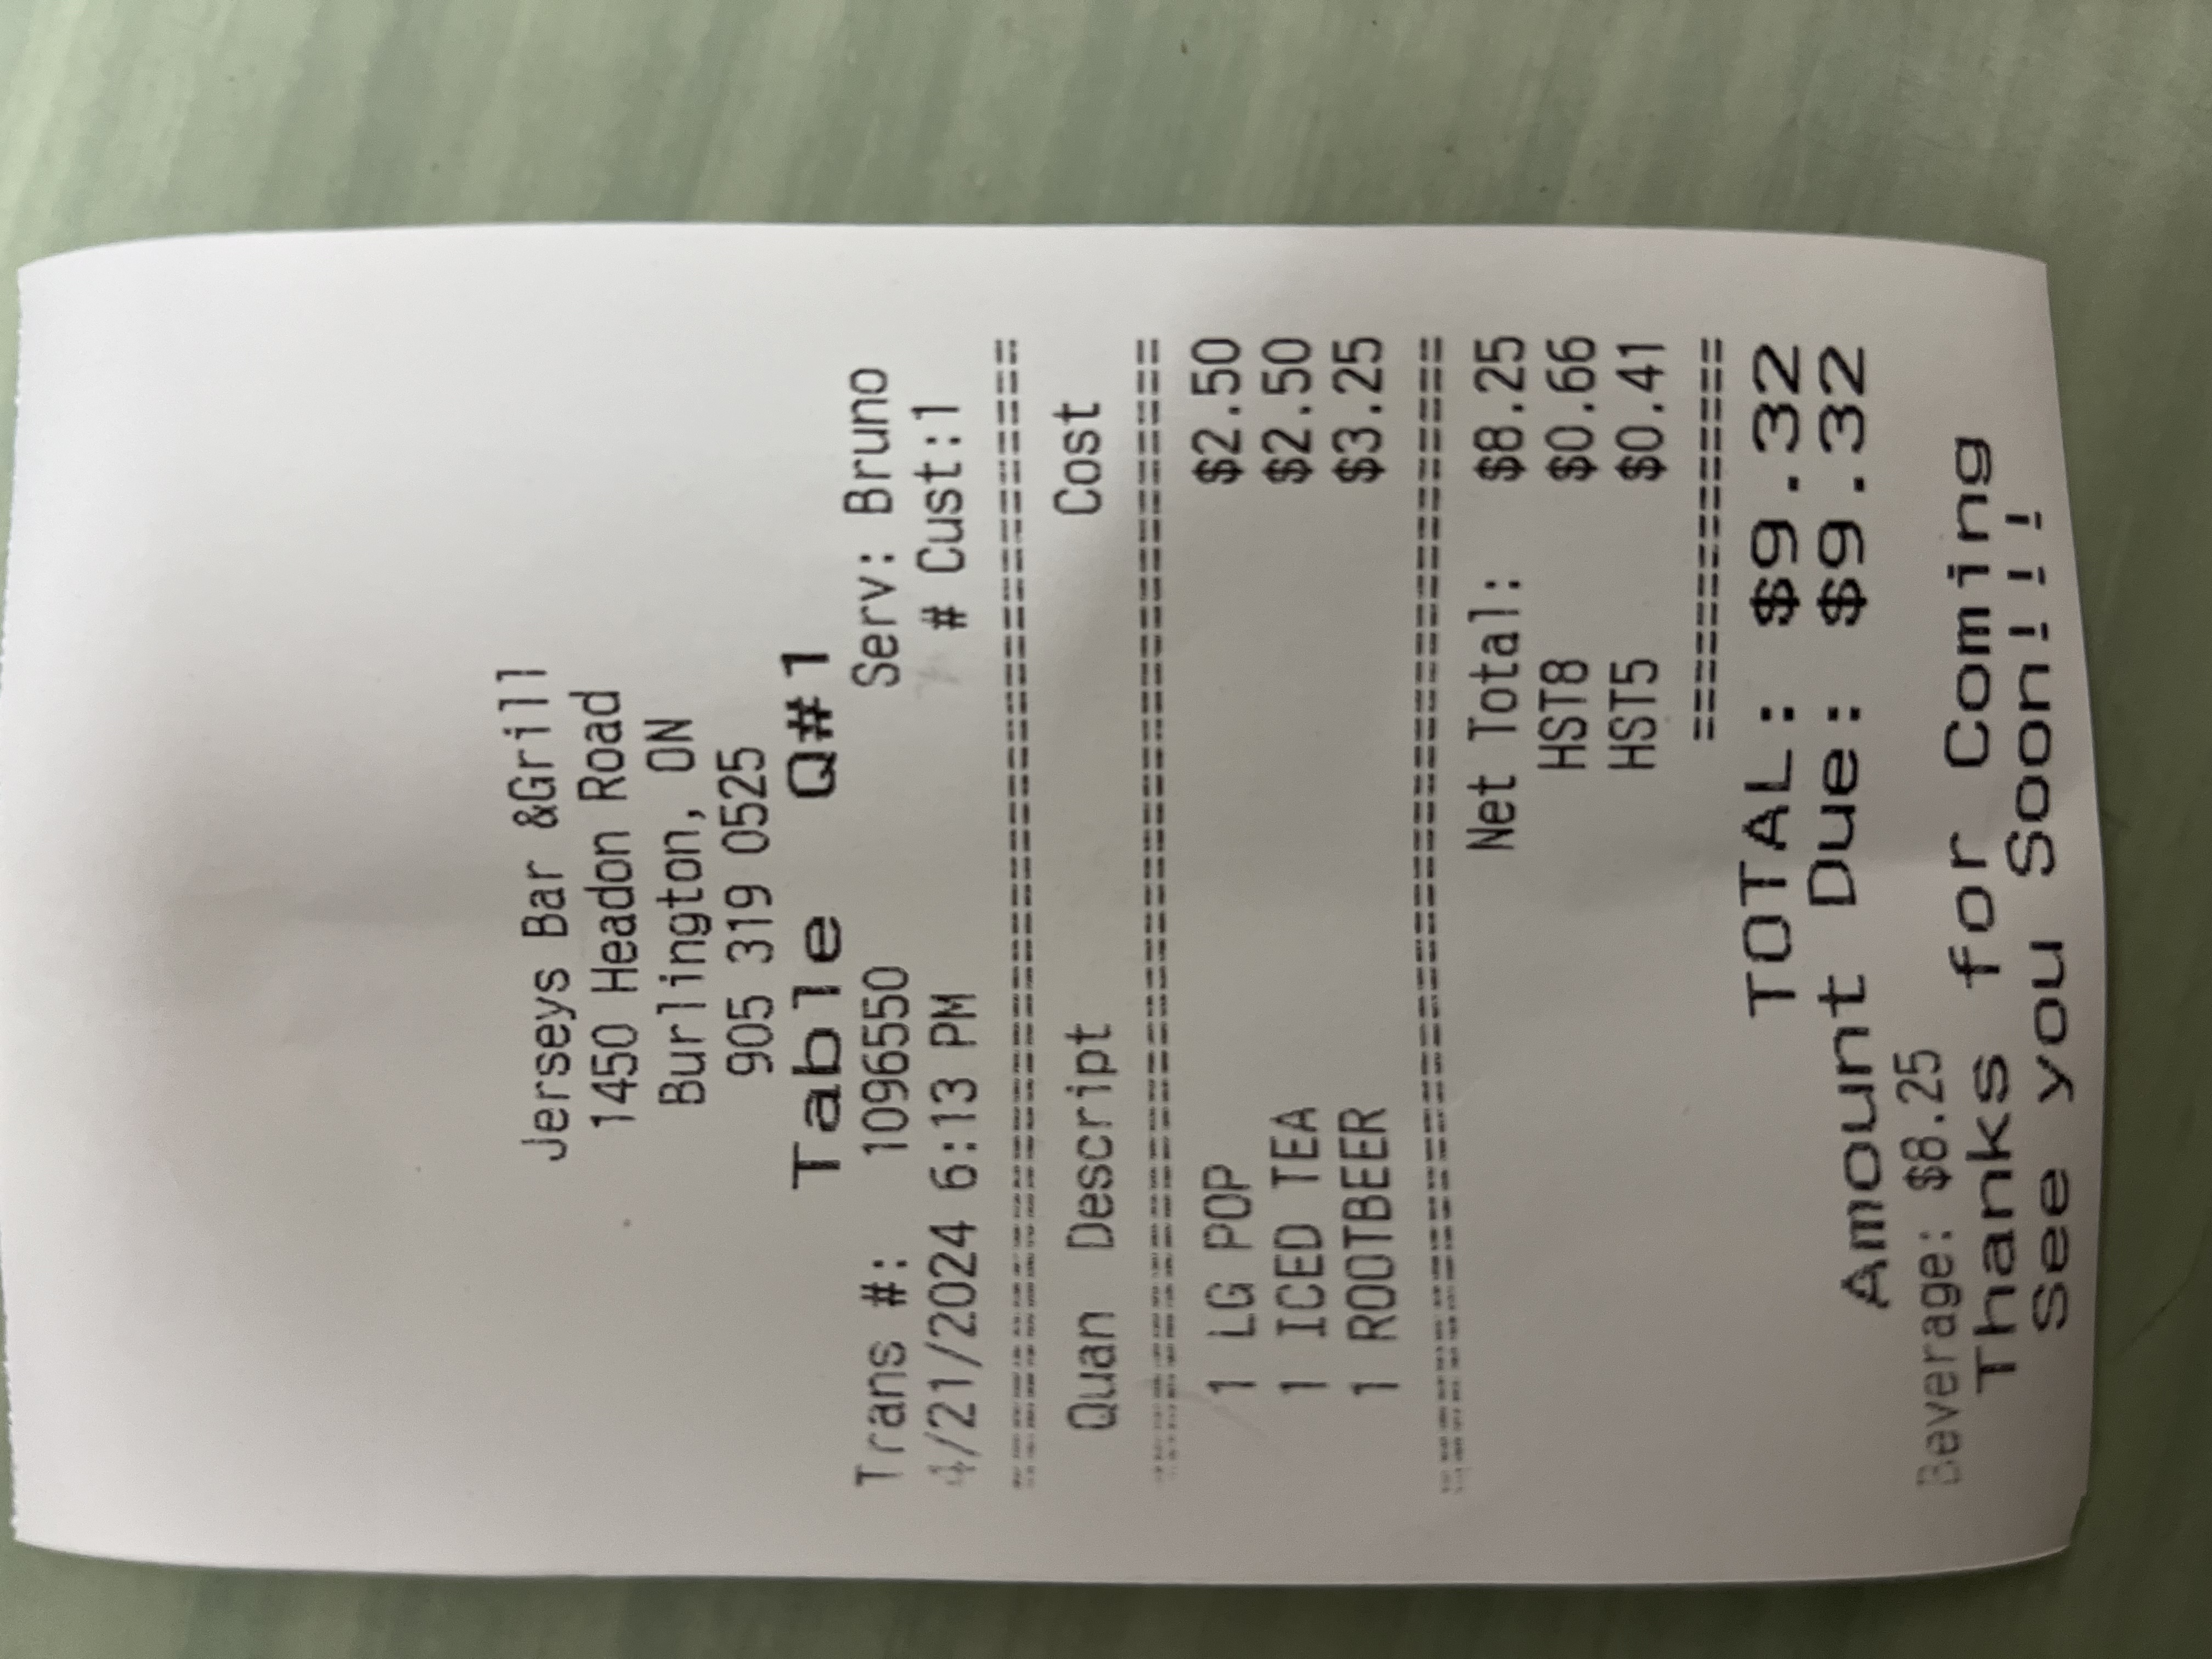 Jerseys Bar &Grill
1450 Headon Road
Burlington, ON
905 319 0525
Table Q#1
Trans #: 1096550 Serv: Bruno
4/21/2024 6:13 PM # Cust:1
================================
Quan Descript Cost
================================
1 LG POP $2.50
1 ICED TEA $2.50
1 ROOTBEER $3.25
================================
Net Total: $8.25
HST8 $0.66
HST5 $0.41
==============
TOTAL: $9.32
Amount Due: $9.32
Beverage: $8.25
Thanks for Coming
See you Soon!!!